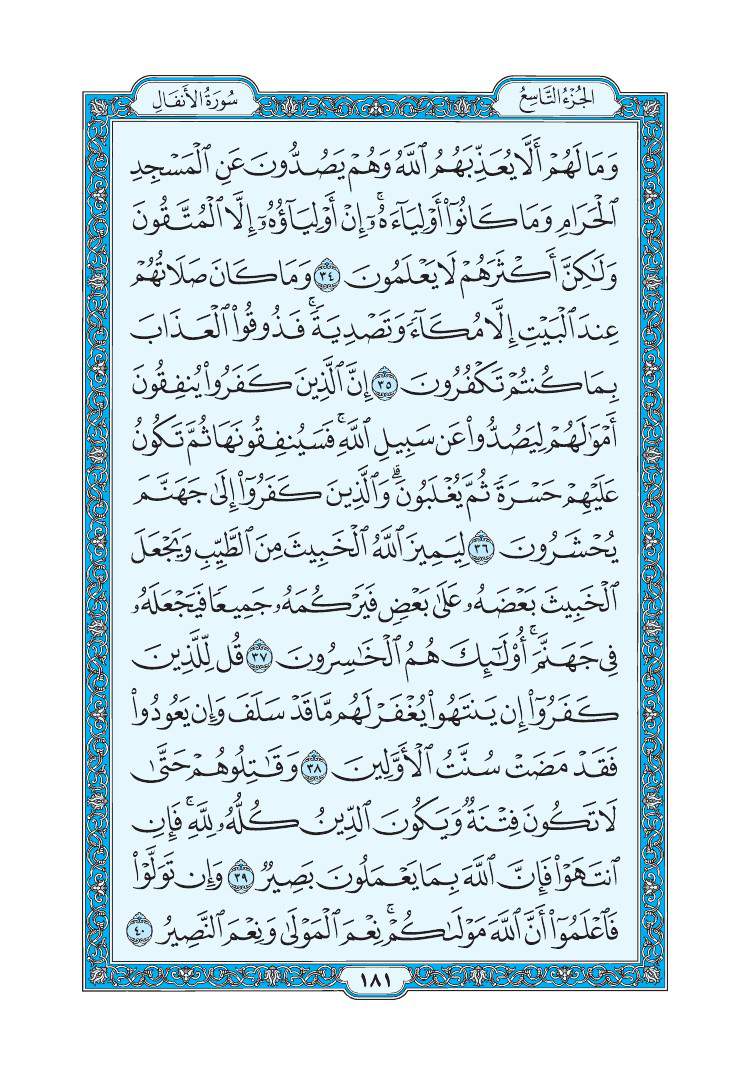 الجُزْءُ التَّاسِعُ
سُورَةُ الأَنفَالِ
وَمَا لَهُمْ أَلَّا يُعَذِّبَهُمُ ٱللَّهُ وَهُمْ يَصُدُّونَ عَنِ ٱلْمَسْجِدِ
ٱلْحَرَامِ وَمَا كَانُوٓا۟ أَوْلِيَآءَهُۥٓ ۚ إِنْ أَوْلِيَآؤُهُۥٓ إِلَّا ٱلْمُتَّقُونَ
وَلَٰكِنَّ أَكْثَرَهُمْ لَا يَعْلَمُونَ ٣٤ وَمَا كَانَ صَلَاتُهُمْ
عِندَ ٱلْبَيْتِ إِلَّا مُكَآءً وَتَصْدِيَةً ۚ فَذُوقُوا۟ ٱلْعَذَابَ
بِمَا كُنتُمْ تَكْفُرُونَ ٣٥ إِنَّ ٱلَّذِينَ كَفَرُوا۟ يُنفِقُونَ
أَمْوَٰلَهُمْ لِيَصُدُّوا۟ عَن سَبِيلِ ٱللَّهِ ۚ فَسَيُنفِقُونَهَا ثُمَّ تَكُونُ
عَلَيْهِمْ حَسْرَةً ثُمَّ يُغْلَبُونَ ۗ وَٱلَّذِينَ كَفَرُوٓا۟ إِلَىٰ جَهَنَّمَ
يُحْشَرُونَ ٣٦ لِيَمِيزَ ٱللَّهُ ٱلْخَبِيثَ مِنَ ٱلطَّيِّبِ وَيَجْعَلَ
ٱلْخَبِيثَ بَعْضَهُۥ عَلَىٰ بَعْضٍ فَيَرْكُمَهُۥ جَمِيعًا فَيَجْعَلَهُۥ
فِى جَهَنَّمَ ۚ أُو۟لَٰٓئِكَ هُمُ ٱلْخَٰسِرُونَ ٣٧ قُل لِّلَّذِينَ
كَفَرُوٓا۟ إِن يَنتَهُوا۟ يُغْفَرْ لَهُم مَّا قَدْ سَلَفَ وَإِن يَعُودُوا۟
فَقَدْ مَضَتْ سُنَّتُ ٱلْأَوَّلِينَ ٣٨ وَقَٰتِلُوهُمْ حَتَّىٰ
لَا تَكُونَ فِتْنَةٌ وَيَكُونَ ٱلدِّينُ كُلُّهُۥ لِلَّهِ ۚ فَإِنِ
ٱنتَهَوْا۟ فَإِنَّ ٱللَّهَ بِمَا يَعْمَلُونَ بَصِيرٌ ٣٩ وَإِن تَوَلَّوْا۟
فَٱعْلَمُوٓا۟ أَنَّ ٱللَّهَ مَوْلَىٰكُمْ ۚ نِعْمَ ٱلْمَوْلَىٰ وَنِعْمَ ٱلنَّصِيرُ ٤٠
١٨١